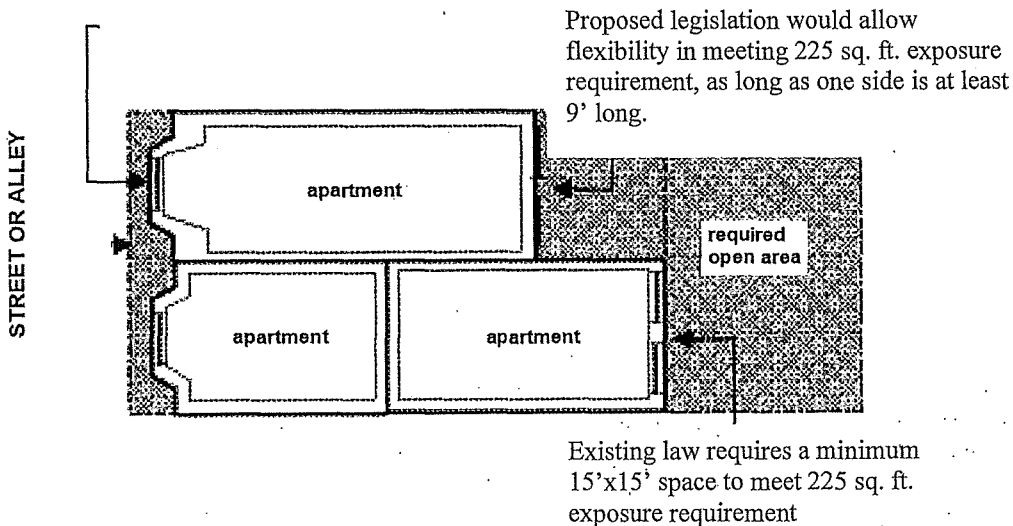 Proposed legislation would allow
flexibility in meeting 225 sq. ft. exposure
requirement, as long as one side is at least
9' long.
STREET OR ALLEY
apartment
required
open area
apartment
apartment
Existing law requires a minimum
15'x15' space to meet 225 sq. ft.
exposure requirement